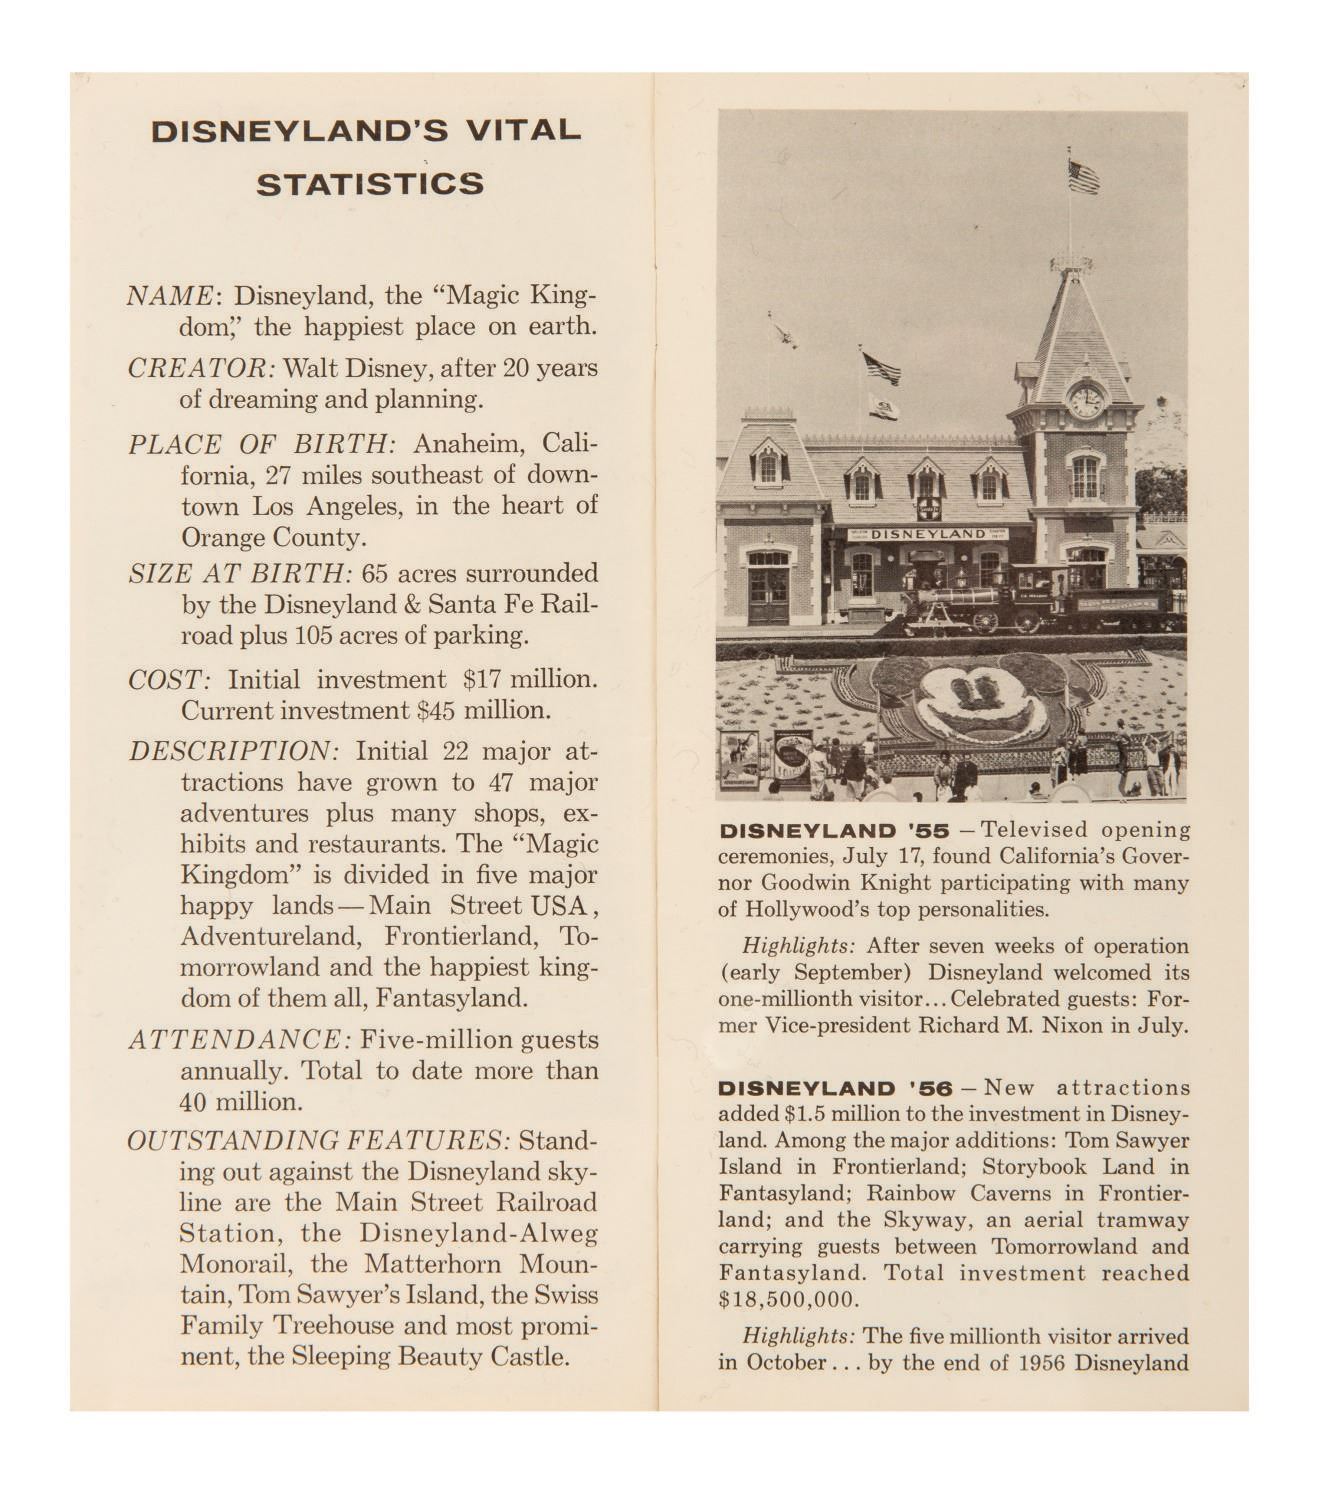 DISNEYLAND'S VITAL
STATISTICS
NAME: Disneyland, the “Magic King-
dom,” the happiest place on earth.
CREATOR: Walt Disney, after 20 years
of dreaming and planning.
PLACE OF BIRTH: Anaheim, Cali-
fornia, 27 miles southeast of down-
town Los Angeles, in the heart of
Orange County.
SIZE AT BIRTH: 65 acres surrounded
by the Disneyland & Santa Fe Rail-
road plus 105 acres of parking.
COST: Initial investment $17 million.
Current investment $45 million.
DESCRIPTION: Initial 22 major at-
tractions have grown to 47 major
adventures plus many shops, ex-
hibits and restaurants. The “Magic
Kingdom” is divided in five major
happy lands—Main Street USA,
Adventureland, Frontierland, To-
morrowland and the happiest king-
dom of them all, Fantasyland.
ATTENDANCE: Five-million guests
annually. Total to date more than
40 million.
OUTSTANDING FEATURES: Stand-
ing out against the Disneyland sky-
line are the Main Street Railroad
Station, the Disneyland-Alweg
Monorail, the Matterhorn Moun-
tain, Tom Sawyer's Island, the Swiss
Family Treehouse and most promi-
nent, the Sleeping Beauty Castle.
Santa Fe
DISNEYLAND
DISNEYLAND '55 – Televised opening
ceremonies, July 17, found California's Gover-
nor Goodwin Knight participating with many
of Hollywood's top personalities.
Highlights: After seven weeks of operation
(early September) Disneyland welcomed its
one-millionth visitor...Celebrated guests: For-
mer Vice-president Richard M. Nixon in July.
DISNEYLAND '56 – New attractions
added $1.5 million to the investment in Disney-
land. Among the major additions: Tom Sawyer
Island in Frontierland; Storybook Land in
Fantasyland; Rainbow Caverns in Frontier-
land; and the Skyway, an aerial tramway
carrying guests between Tomorrowland and
Fantasyland. Total investment reached
$18,500,000.
Highlights: The five millionth visitor arrived
in October... by the end of 1956 Disneyland